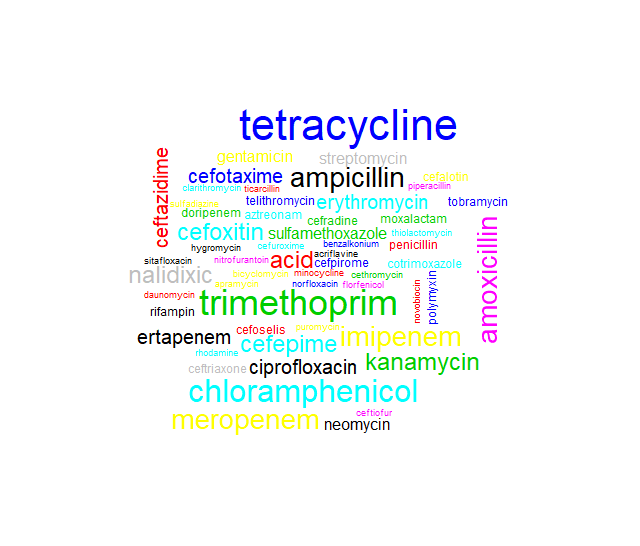 tetracycline
gentamicin
streptomycin
ceftazidime
cefotaxime
ampicillin
cefalotin
clarithromycin
ticarcillin
piperacillin
sulfadiazine
telithromycin
erythromycin
tobramycin
doripenem
aztreonam
cefradine
moxalactam
cefoxitin
sulfamethoxazole
thiolactomycin
hygromycin
cefuroxime
benzalkonium
penicillin
amoxicillin
sitafloxacin
nitrofurantoin
acid
acriflavine
cefpirome
cotrimoxazole
nalidixic
bicyclomycin
minocycline
cethromycin
apramycin
norfloxacin
florfenicol
daunomycin
trimethoprim
novobiocin
polymyxin
rifampin
ertapenem
cefoselis
puromycin
imipenem
rhodamine
cefepime
ceftriaxone
ciprofloxacin
kanamycin
chloramphenicol
meropenem
ceftiofur
neomycin